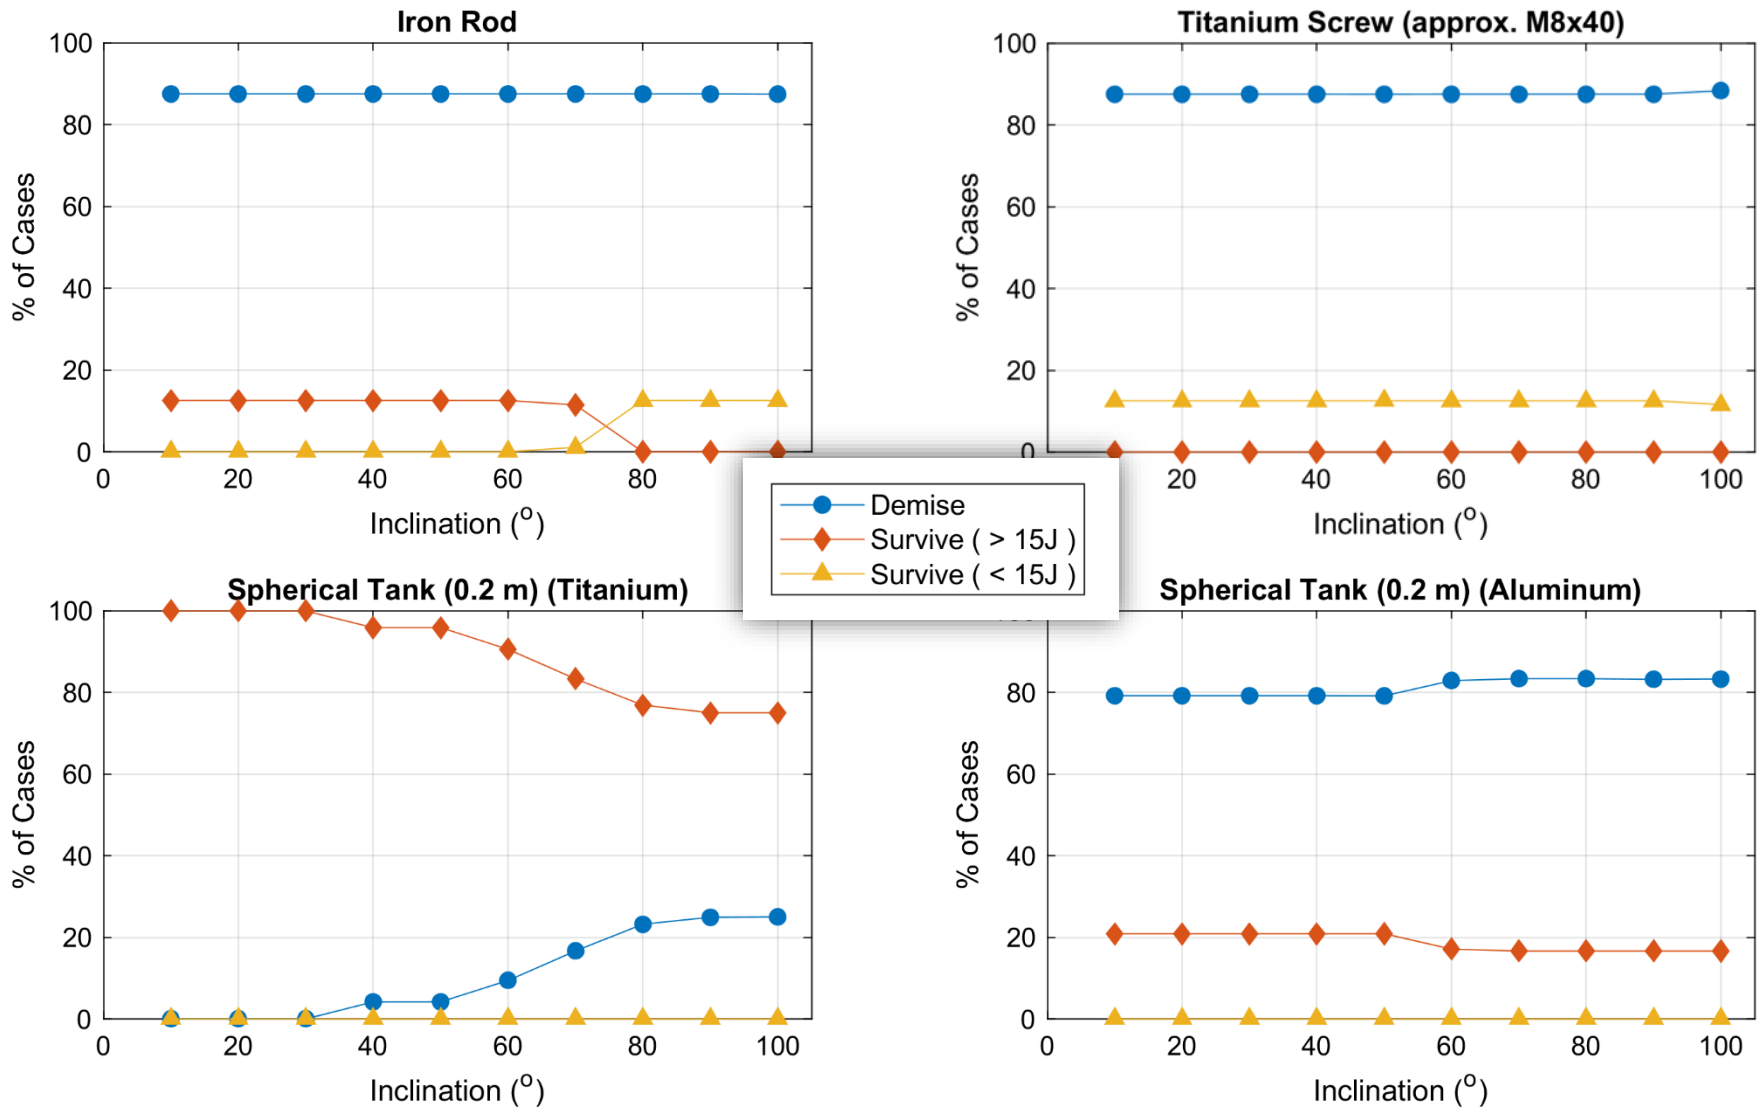 Iron Rod
100
80
60
40
20
0
% of Cases
0 20 40 60 80
Inclination (o)
Titanium Screw (approx. M8x40)
100
80
60
40
20
0
% of Cases
20 40 60 80 100
Inclination (o)
Demise
Survive ( > 15J )
Survive ( < 15J )
Spherical Tank (0.2 m) (Titanium)
100
80
60
40
20
0
% of Cases
0 20 40 60 80 100
Inclination (o)
Spherical Tank (0.2 m) (Aluminum)
80
60
40
20
0
% of Cases
0 20 40 60 80 100
Inclination (o)